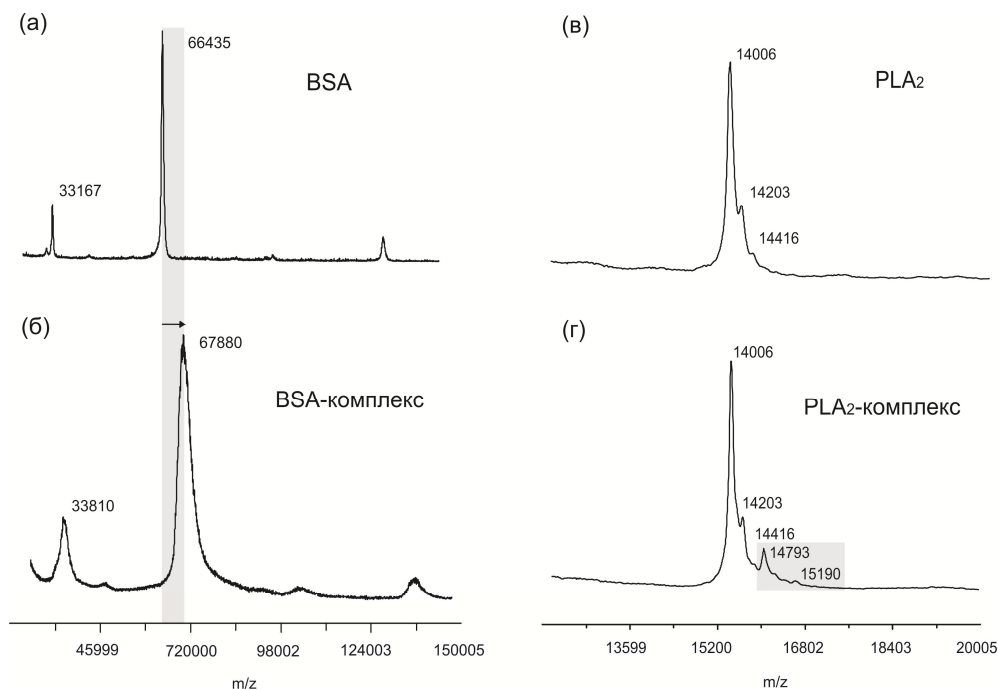 (а)
66435
BSA
33167
(б)
67880
BSA-комплекс
33810
45999 720000 98002 124003 150005
m/z
(в)
14006
PLA2
14203
14416
(г)
14006
PLA2-комплекс
14203
14416
14793
15190
13599 15200 16802 18403 20005
m/z